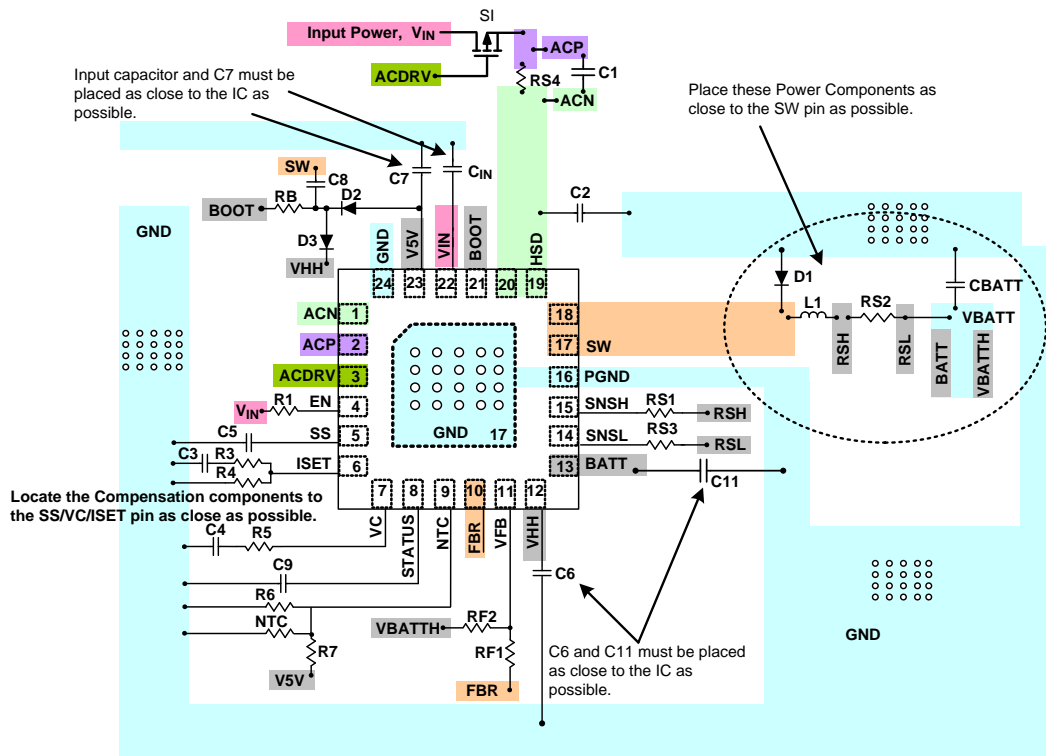 SI
Input Power, VIN
ACP
C1
ACDRV
RS4
ACN
Input capacitor and C7 must be
placed as close to the IC as
possible.
Place these Power Components as
close to the SW pin as possible.
SW
C8
C7
CIN
D2
RB
BOOT
C2
GND
D3
VHH
GND
V5V
VIN
BOOT
HSD
24
23
22
21
20
19
D1
CBATT
L1
RS2
VBATT
RSH
RSL
BATT
VBATTH
ACN
1
18
ACP
2
17
SW
ACDRV
3
16
PGND
VIN
R1
EN
4
15
SNSH
RS1
RSH
C5
SS
5
GND
17
14
SNSL
RS3
RSL
C3
R3
ISET
6
13
BATT
R4
C11
Locate the Compensation components to
the SS/VC/ISET pin as close as possible.
7
8
9
10
11
12
VC
STATUS
NTC
FBR
VFB
VHH
C4
R5
C9
C6
R6
NTC
R7
V5V
VBATTH
RF2
RF1
FBR
C6 and C11 must be placed
as close to the IC as
possible.
GND